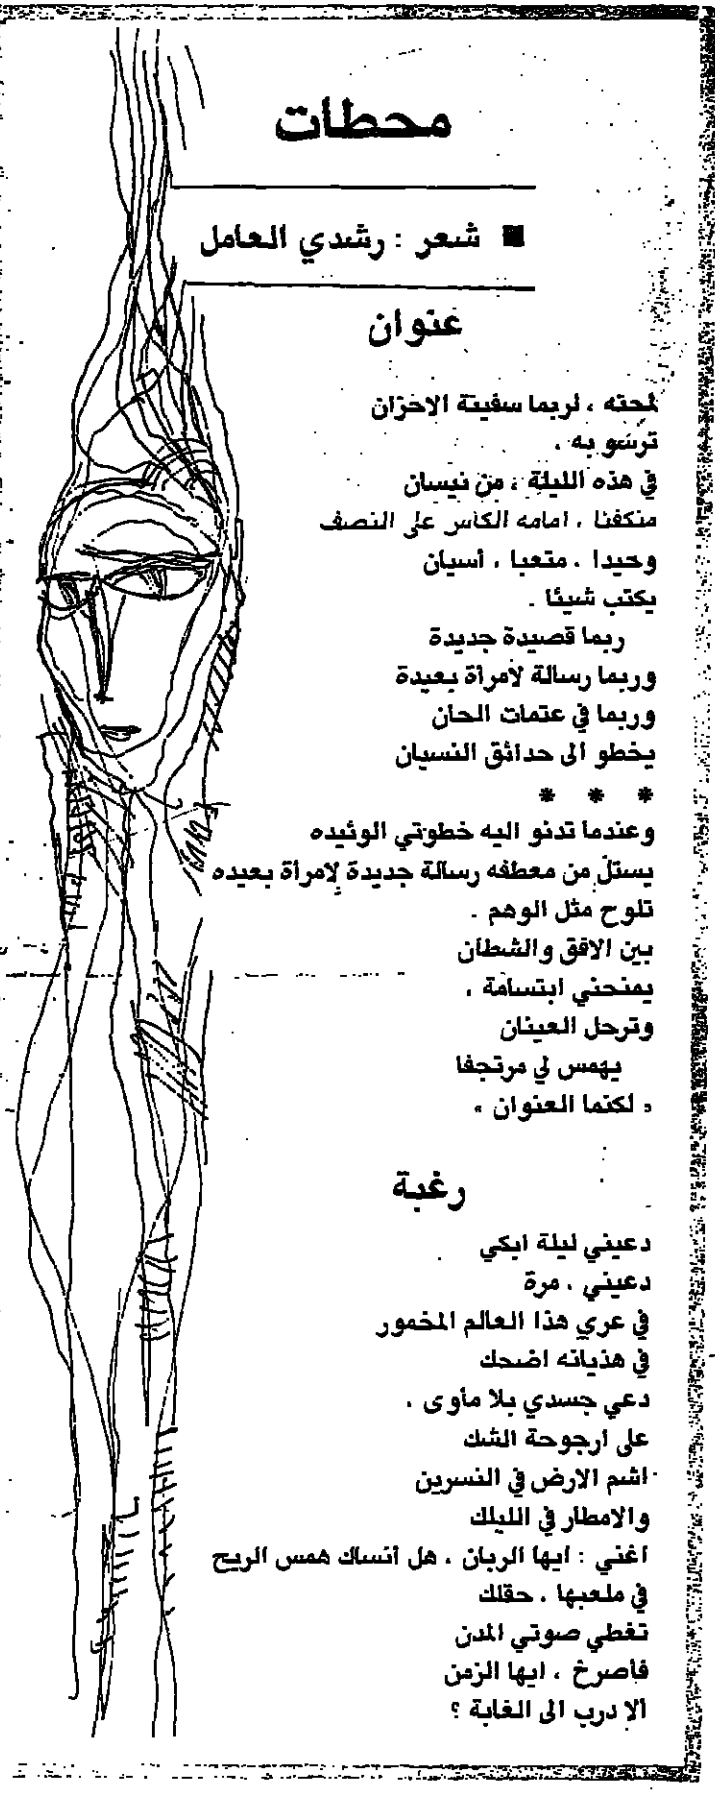 محطات
■ شعر : رشدي العامل
عنوان
لمحته ، لربما سفينة الاحزان
ترسو به .
في هذه الليلة ، من نيسان
منكفئا ، امامه الكأس على النصف
وحيدا . متعبا ، أسيان
يكتب شيئا .
ربما قصيدة جديدة
وربما رسالة لامرأة بعيدة
وربما في عتمات الحان
يخطو الى حدائق النسيان
* * *
وعندما تدنو اليه خطوتي الوئيده
يستلّ من معطفه رسالة جديدة لامرأة بعيده
تلوح مثل الوهم .
بين الافق والشطان
يمنحني ابتسامة ،
وترحل العينان
يهمس لي مرتجفا
« لكنما العنوان »
رغبة
دعيني ليلة ابكي
دعيني . مرة
في عري هذا العالم المخمور
في هذيانه اضحك
دعي جسدي بلا مأوى .
على ارجوحة الشك
اشم الارض في النسرين
والامطار في الليلك
اغني : ايها الربان ، هل أنساك همس الريح
في ملعبها . حقلك
تغطي صوتي المدن
فأصرخ ، ايها الزمن
ألا درب الى الغابة ؟